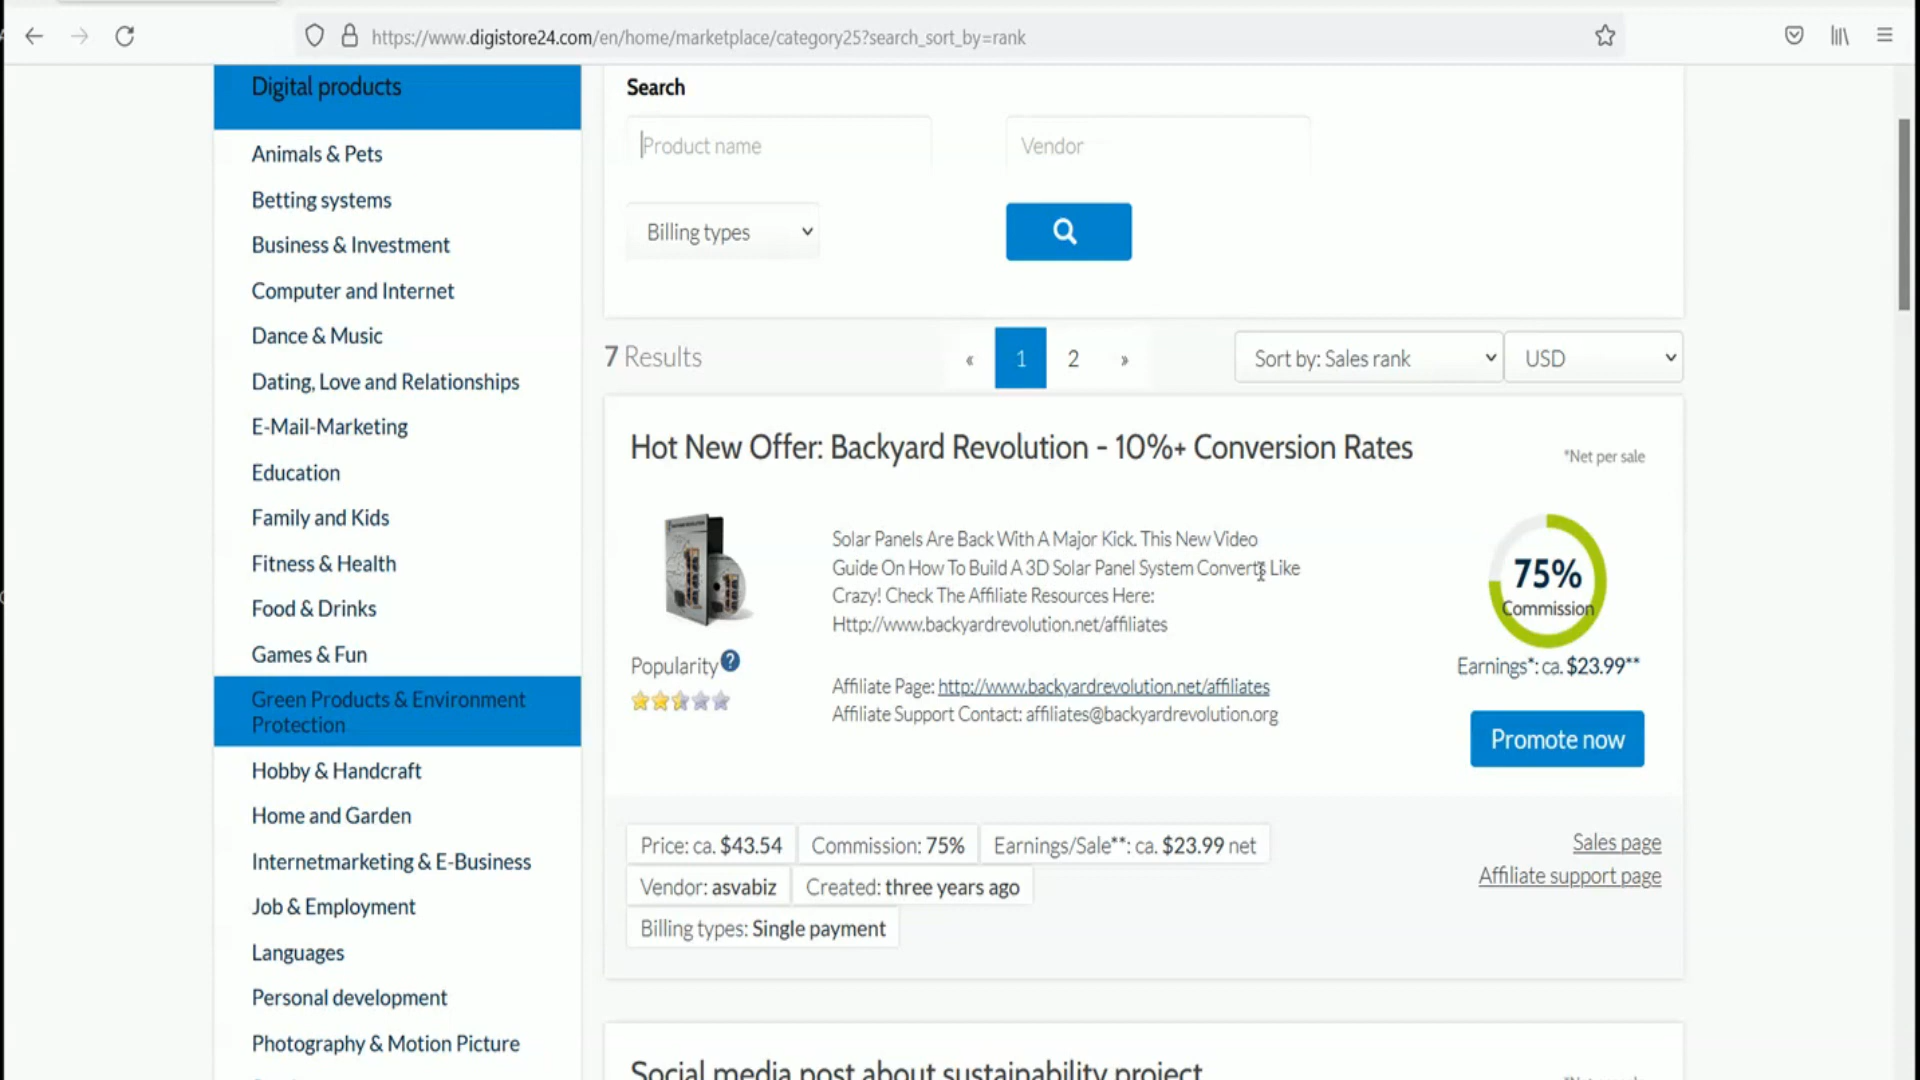 https://www.digistore24.com/en/home/marketplace/category25?search_sort_by=rank
Digital products
Animals & Pets
Betting systems
Business & Investment
Computer and Internet
Dance & Music
Dating, Love and Relationships
E-Mail-Marketing
Education
Family and Kids
Fitness & Health
Food & Drinks
Games & Fun
Green Products & Environment
Protection
Hobby & Handcraft
Home and Garden
Internetmarketing & E-Business
Job & Employment
Languages
Personal development
Photography & Motion Picture
Search
Product name
Vendor
Billing types
7 Results
« 1 2 »
Sort by: Sales rank
USD
Hot New Offer: Backyard Revolution - 10%+ Conversion Rates
*Net per sale
Solar Panels Are Back With A Major Kick. This New Video
Guide On How To Build A 3D Solar Panel System Converts Like
Crazy! Check The Affiliate Resources Here:
Http://www.backyardrevolution.net/affiliates
Popularity ?
Affiliate Page: http://www.backyardrevolution.net/affiliates
Affiliate Support Contact: affiliates@backyardrevolution.org
75%
Commission
Earnings*: ca. $23.99**
Promote now
Price: ca. $43.54
Commission: 75%
Earnings/Sale**: ca. $23.99 net
Vendor: asvabiz
Created: three years ago
Billing types: Single payment
Sales page
Affiliate support page
Social media post about sustainability project